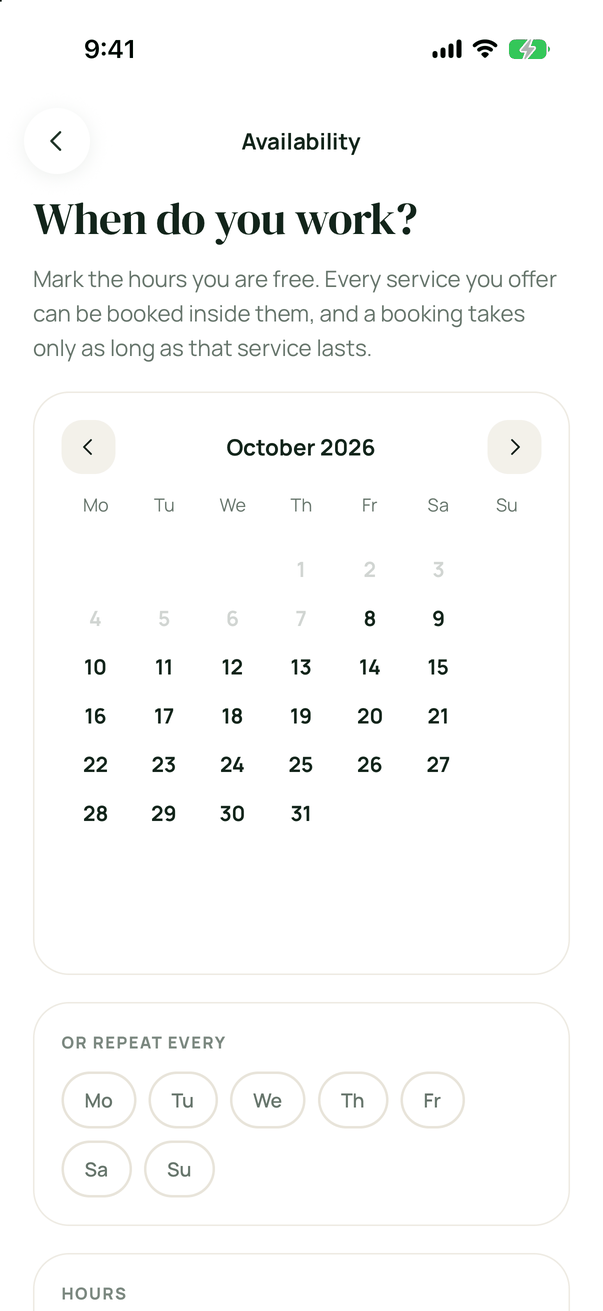 9:41
Availability
When do you work?
Mark the hours you are free. Every service you offer
can be booked inside them, and a booking takes
only as long as that service lasts.
October 2026
Mo Tu We Th Fr Sa Su
1 2 3
4 5 6 7 8 9
10 11 12 13 14 15
16 17 18 19 20 21
22 23 24 25 26 27
28 29 30 31
OR REPEAT EVERY
Mo Tu We Th Fr
Sa Su
HOURS